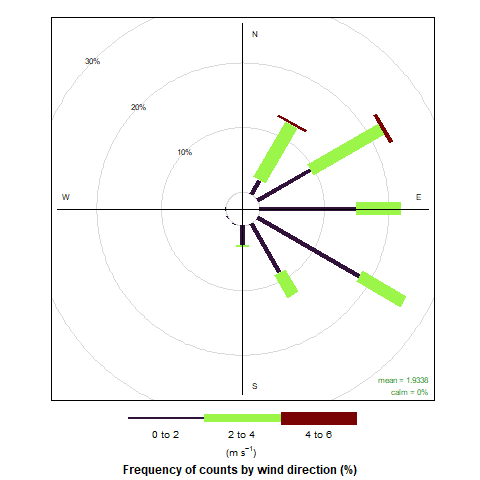 N
30%
20%
10%
W
E
S
mean = 1.9338
calm = 0%
0 to 2
2 to 4
4 to 6
(m s⁻¹)
Frequency of counts by wind direction (%)